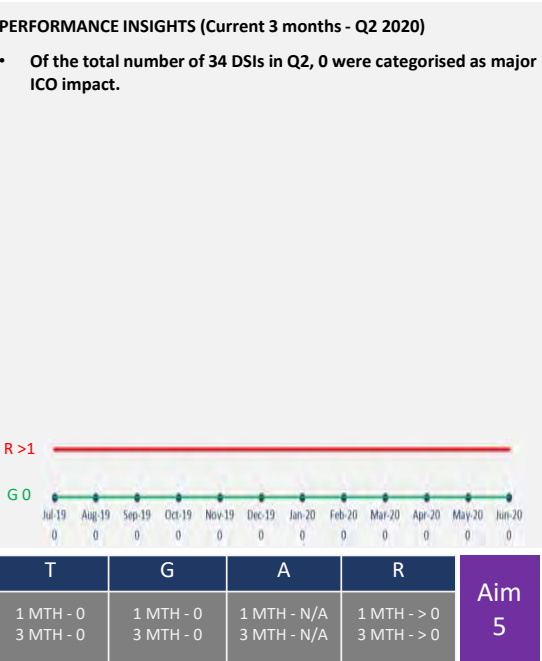 PERFORMANCE INSIGHTS (Current 3 months - Q2 2020)
• Of the total number of 34 DSIs in Q2, 0 were categorised as major
ICO impact.
R >1
G 0
Jul-19 Aug-19 Sep-19 Oct-19 Nov-19 Dec-19 Jan-20 Feb-20 Mar-20 Apr-20 May-20 Jun-20
0 0 0 0 0 0 0 0 0 0 0 0
T G A R
Aim
5
1 MTH - 0 1 MTH - 0 1 MTH - N/A 1 MTH - > 0
3 MTH - 0 3 MTH - 0 3 MTH - N/A 3 MTH - > 0